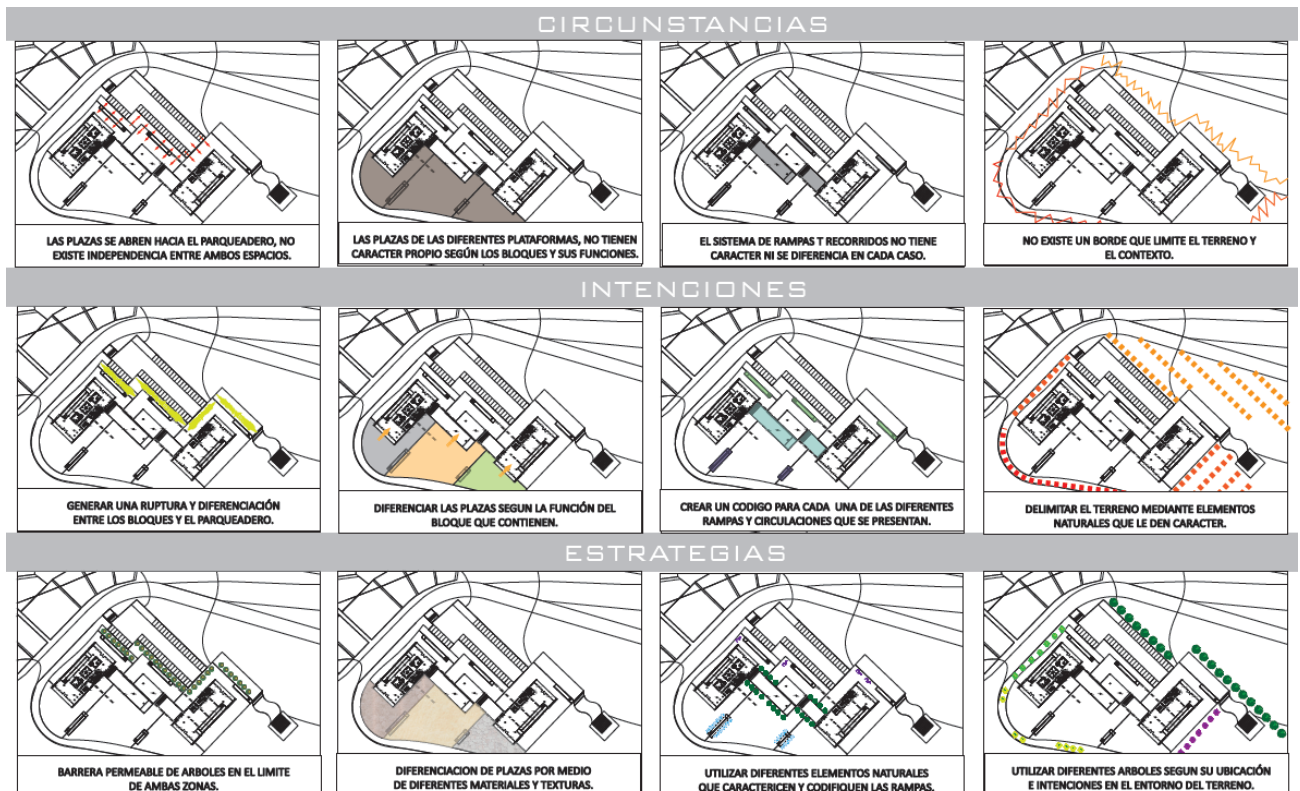 CIRCUNSTANCIAS
LAS PLAZAS SE ABREN HACIA EL PARQUEADERO, NO
EXISTE INDEPENDENCIA ENTRE AMBOS ESPACIOS.
LAS PLAZAS DE LAS DIFERENTES PLATAFORMAS, NO TIENEN
CARACTER PROPIO SEGÚN LOS BLOQUES Y SUS FUNCIONES.
EL SISTEMA DE RAMPAS T RECORRIDOS NO TIENE
CARACTER NI SE DIFERENCIA EN CADA CASO.
NO EXISTE UN BORDE QUE LIMITE EL TERRENO Y
EL CONTEXTO.
INTENCIONES
GENERAR UNA RUPTURA Y DIFERENCIACIÓN
ENTRE LOS BLOQUES Y EL PARQUEADERO.
DIFERENCIAR LAS PLAZAS SEGUN LA FUNCIÓN DEL
BLOQUE QUE CONTIENEN.
CREAR UN CODIGO PARA CADA UNA DE LAS DIFERENTES
RAMPAS Y CIRCULACIONES QUE SE PRESENTAN.
DELIMITAR EL TERRENO MEDIANTE ELEMENTOS
NATURALES QUE LE DEN CARACTER.
ESTRATEGIAS
BARRERA PERMEABLE DE ARBOLES EN EL LIMITE
DE AMBAS ZONAS.
DIFERENCIACION DE PLAZAS POR MEDIO
DE DIFERENTES MATERIALES Y TEXTURAS.
UTILIZAR DIFERENTES ELEMENTOS NATURALES
QUE CARACTERICEN Y CODIFIQUEN LAS RAMPAS.
UTILIZAR DIFERENTES ARBOLES SEGUN SU UBICACIÓN
E INTENCIONES EN EL ENTORNO DEL TERRENO.